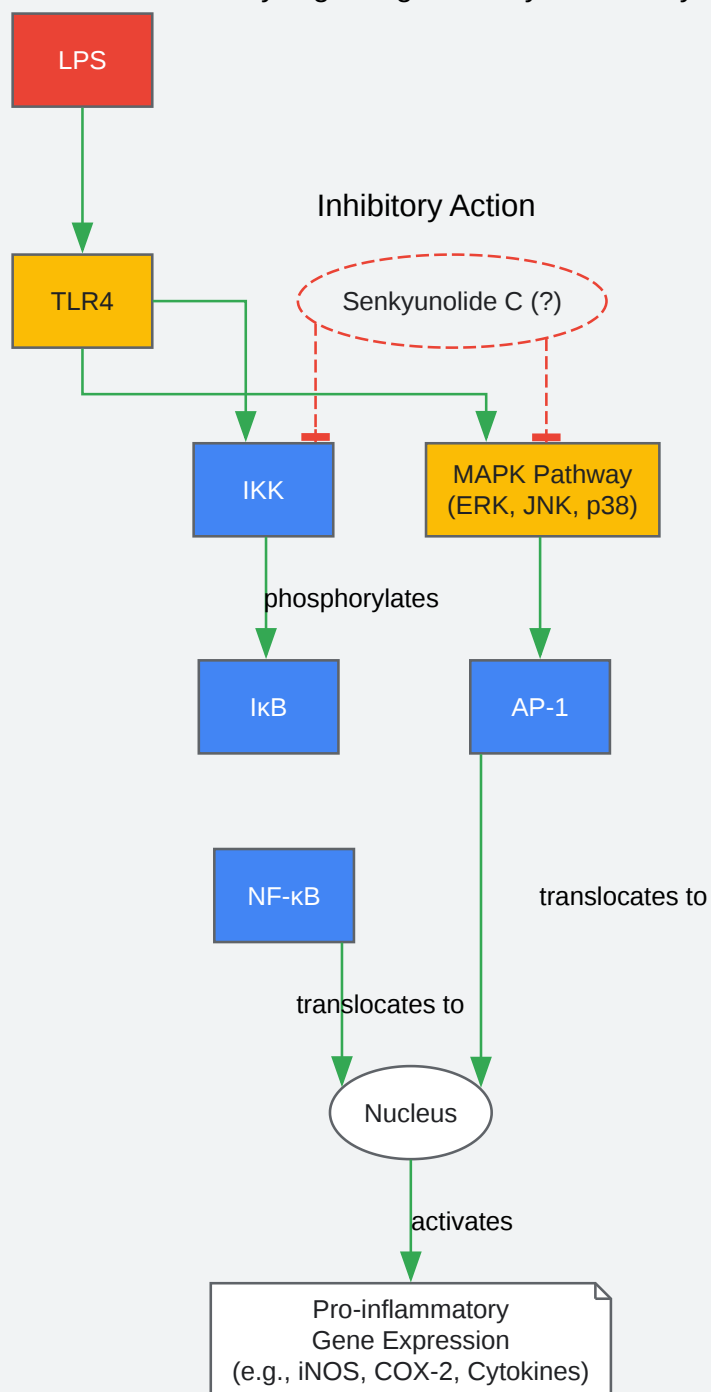 LPS
Inhibitory Action
TLR4
Senkyunolide C (?)
IKK
MAPK Pathway
(ERK, JNK, p38)
phosphorylates
IκB
AP-1
NF-κB
translocates to
translocates to
Nucleus
activates
Pro-inflammatory
Gene Expression
(e.g., iNOS, COX-2, Cytokines)